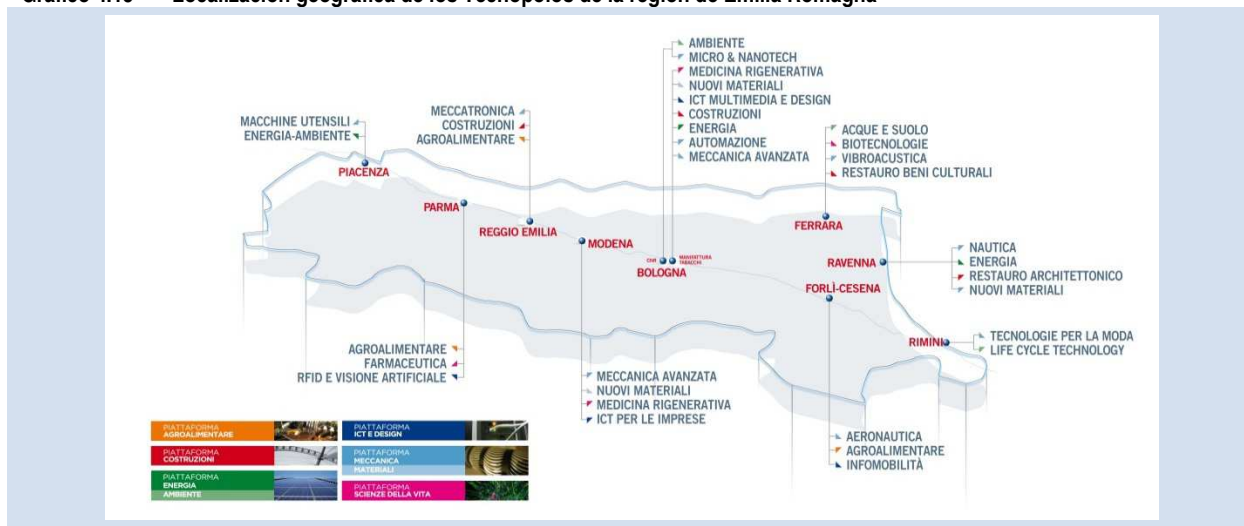 Gráfico 4.10 Localización geográfica de los Tecnopolos de la región de Emilia Romagna
AMBIENTE
MICRO & NANOTECH
MEDICINA RIGENERATIVA
NUOVI MATERIALI
ICT MULTIMEDIA E DESIGN
COSTRUZIONI
ENERGIA
AUTOMAZIONE
MECCANICA AVANZATA
MECCATRONICA
COSTRUZIONI
AGROALIMENTARE
MACCHINE UTENSILI
ENERGIA-AMBIENTE
ACQUE E SUOLO
BIOTECNOLOGIE
VIBROACUSTICA
RESTAURO BENI CULTURALI
PIACENZA
PARMA
REGGIO EMILIA
MODENA
CNR
MANIFATTURA
TABACCHI
BOLOGNA
FERRARA
RAVENNA
FORLÌ-CESENA
RIMINI
NAUTICA
ENERGIA
RESTAURO ARCHITETTONICO
NUOVI MATERIALI
TECNOLOGIE PER LA MODA
LIFE CYCLE TECHNOLOGY
AGROALIMENTARE
FARMACEUTICA
RFID E VISIONE ARTIFICIALE
MECCANICA AVANZATA
NUOVI MATERIALI
MEDICINA RIGENERATIVA
ICT PER LE IMPRESE
AERONAUTICA
AGROALIMENTARE
INFOMOBILITÀ
PIATTAFORMA
AGROALIMENTARE
PIATTAFORMA
COSTRUZIONI
PIATTAFORMA
ENERGIA
AMBIENTE
PIATTAFORMA
ICT E DESIGN
PIATTAFORMA
MECCANICA
MATERIALI
PIATTAFORMA
SCIENZE DELLA VITA